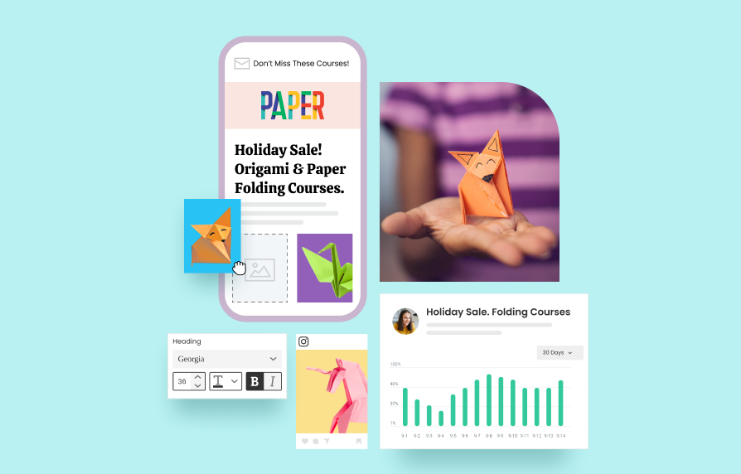 Don't Miss These Courses!
PAPER
Holiday Sale!
Origami & Paper
Folding Courses.
Heading
Georgia
36 T B I
Holiday Sale. Folding Courses
30 Days
100%
60%
20%
1%
9.1 9.2 9.3 9.4 9.5 9.6 9.7 9.8 9.9 9.10 9.11 9.12 9.13 9.14